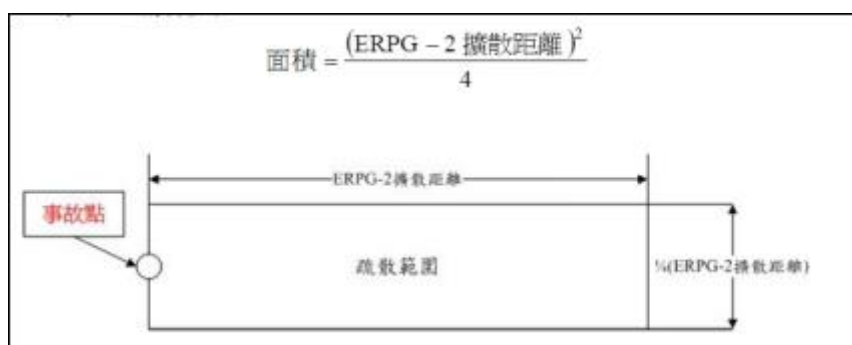 面積 = (ERPG – 2 擴散距離)² / 4
ERPG-2擴散距離
事故點
疏散範圍
¼(ERPG-2擴散距離)